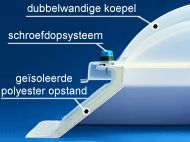 dubbelwandige koepel
schroefdopsysteem
geïsoleerde
polyester opstand